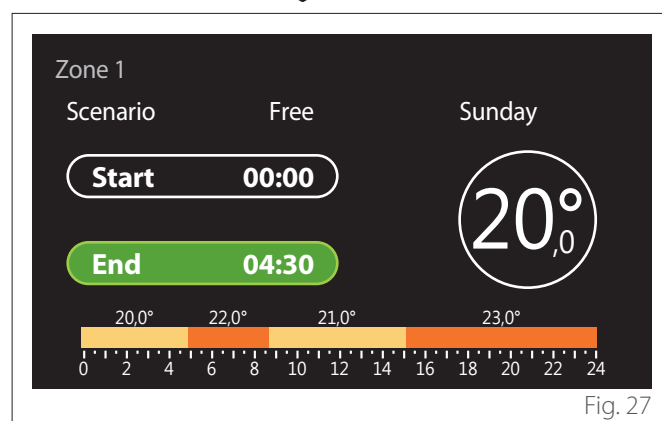 Zone 1
Scenario Free Sunday
Start 00:00
20°,0
End 04:30
20,0° 22,0° 21,0° 23,0°
0 2 4 6 8 10 12 14 16 18 20 22 24
Fig. 27